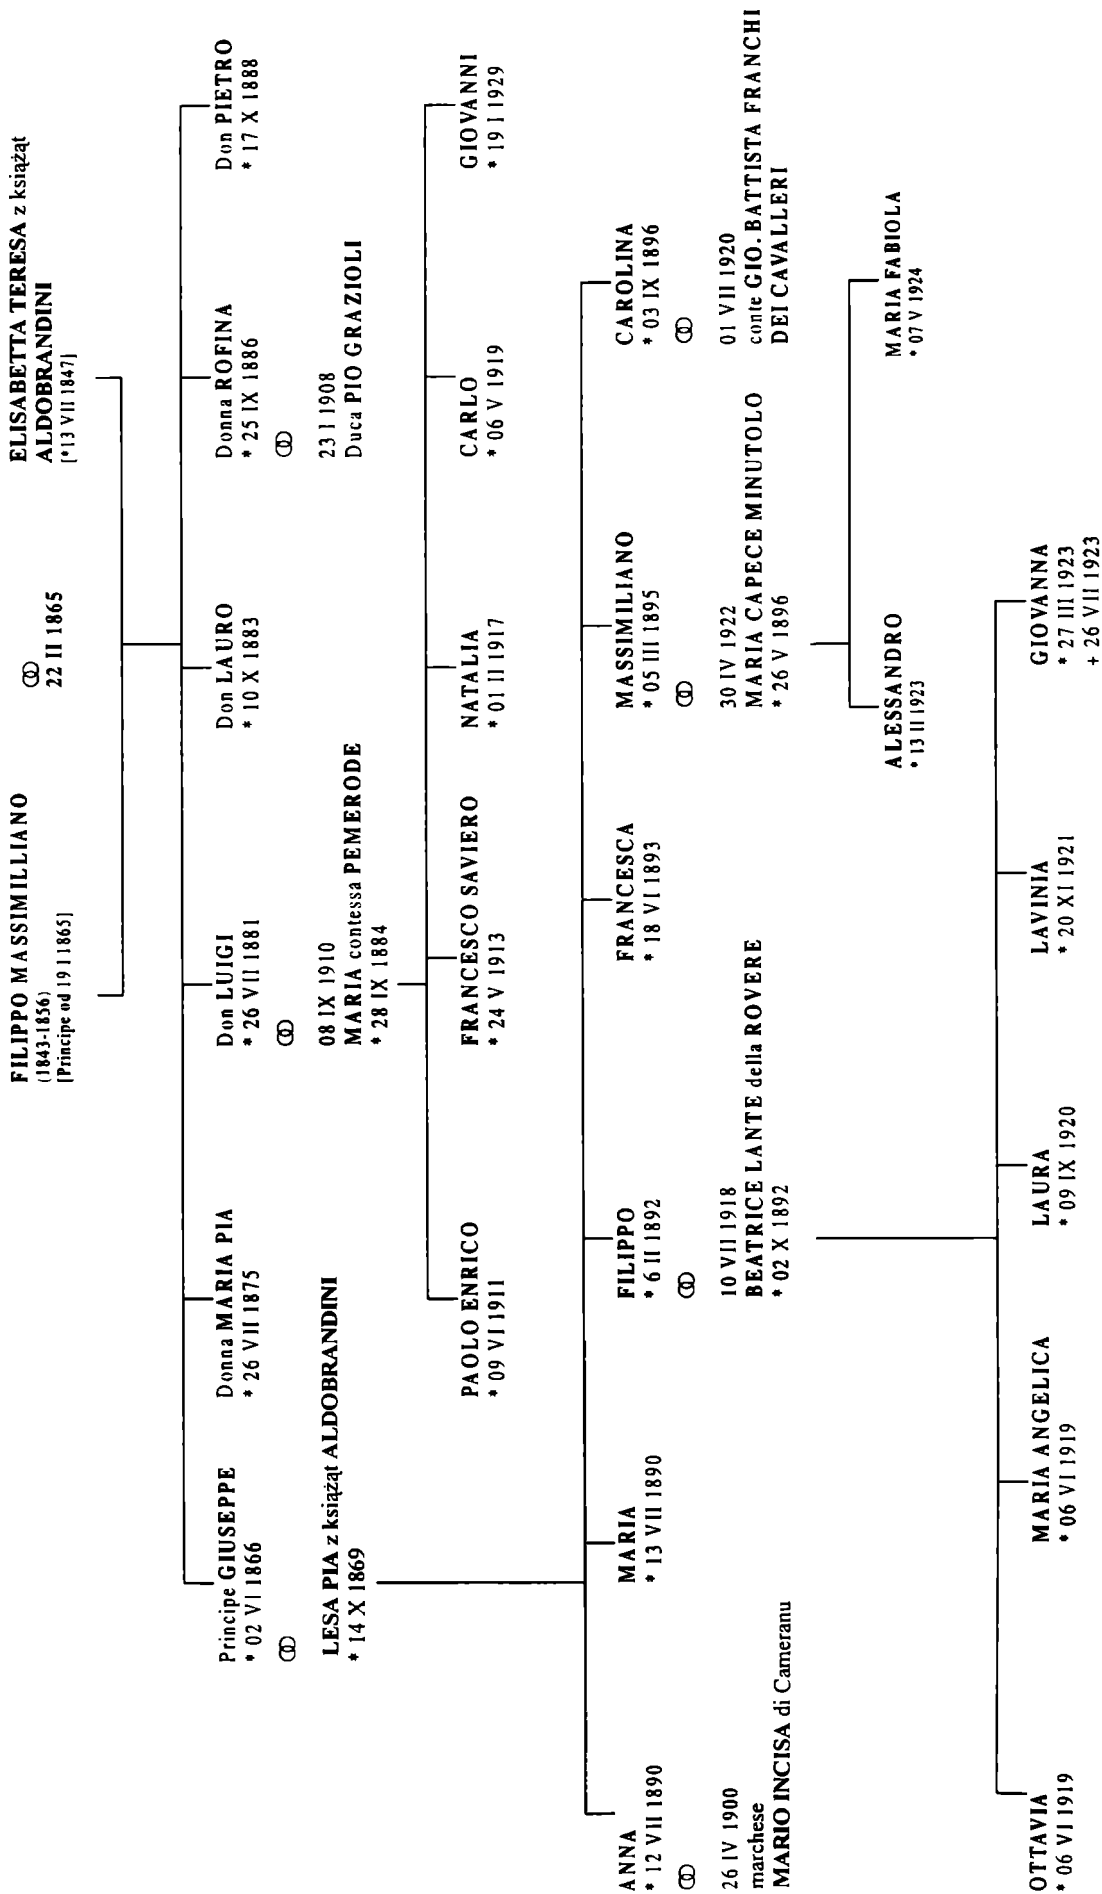 FILIPPO MASSIMILLIANO
(1843-1856)
[Principe od 19 I 1865]
22 II 1865
ELISABETTA TERESA z książąt
ALDOBRANDINI
[*13 VII 1847]
Principe GIUSEPPE
* 02 VI 1866
LESA PIA z książąt ALDOBRANDINI
* 14 X 1869
Donna MARIA PIA
* 26 VII 1875
Don LUIGI
* 26 VII 1881
08 IX 1910
MARIA contessa PEMERODE
* 28 IX 1884
Don LAURO
* 10 X 1883
Donna ROFINA
* 25 IX 1886
23 I 1908
Duca PIO GRAZIOLI
Don PIETRO
* 17 X 1888
PAOLO ENRICO
* 09 VI 1911
FRANCESCO SAVIERO
* 24 V 1913
NATALIA
* 01 II 1917
CARLO
* 06 V 1919
GIOVANNI
* 19 I 1929
ANNA
* 12 VII 1890
26 IV 1900
marchese
MARIO INCISA di Cameranu
MARIA
* 13 VII 1890
FILIPPO
* 6 II 1892
10 VII 1918
BEATRICE LANTE della ROVERE
* 02 X 1892
FRANCESCA
* 18 VI 1893
MASSIMILIANO
* 05 III 1895
30 IV 1922
MARIA CAPECE MINUTOLO
* 26 V 1896
CAROLINA
* 03 IX 1896
01 VII 1920
conte GIO. BATTISTA FRANCHI
DEI CAVALLERI
ALESSANDRO
* 13 II 1923
MARIA FABIOLA
* 07 V 1924
OTTAVIA
* 06 VI 1919
MARIA ANGELICA
* 06 VI 1919
LAURA
* 09 IX 1920
LAVINIA
* 20 XI 1921
GIOVANNA
* 27 III 1923
+ 26 VII 1923